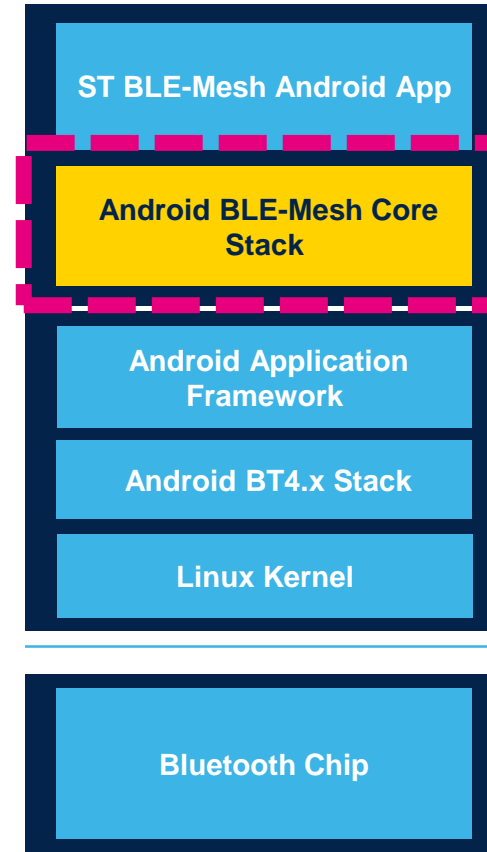 ST BLE-Mesh Android App
Android BLE-Mesh Core
Stack
Android Application
Framework
Android BT4.x Stack
Linux Kernel
Bluetooth Chip